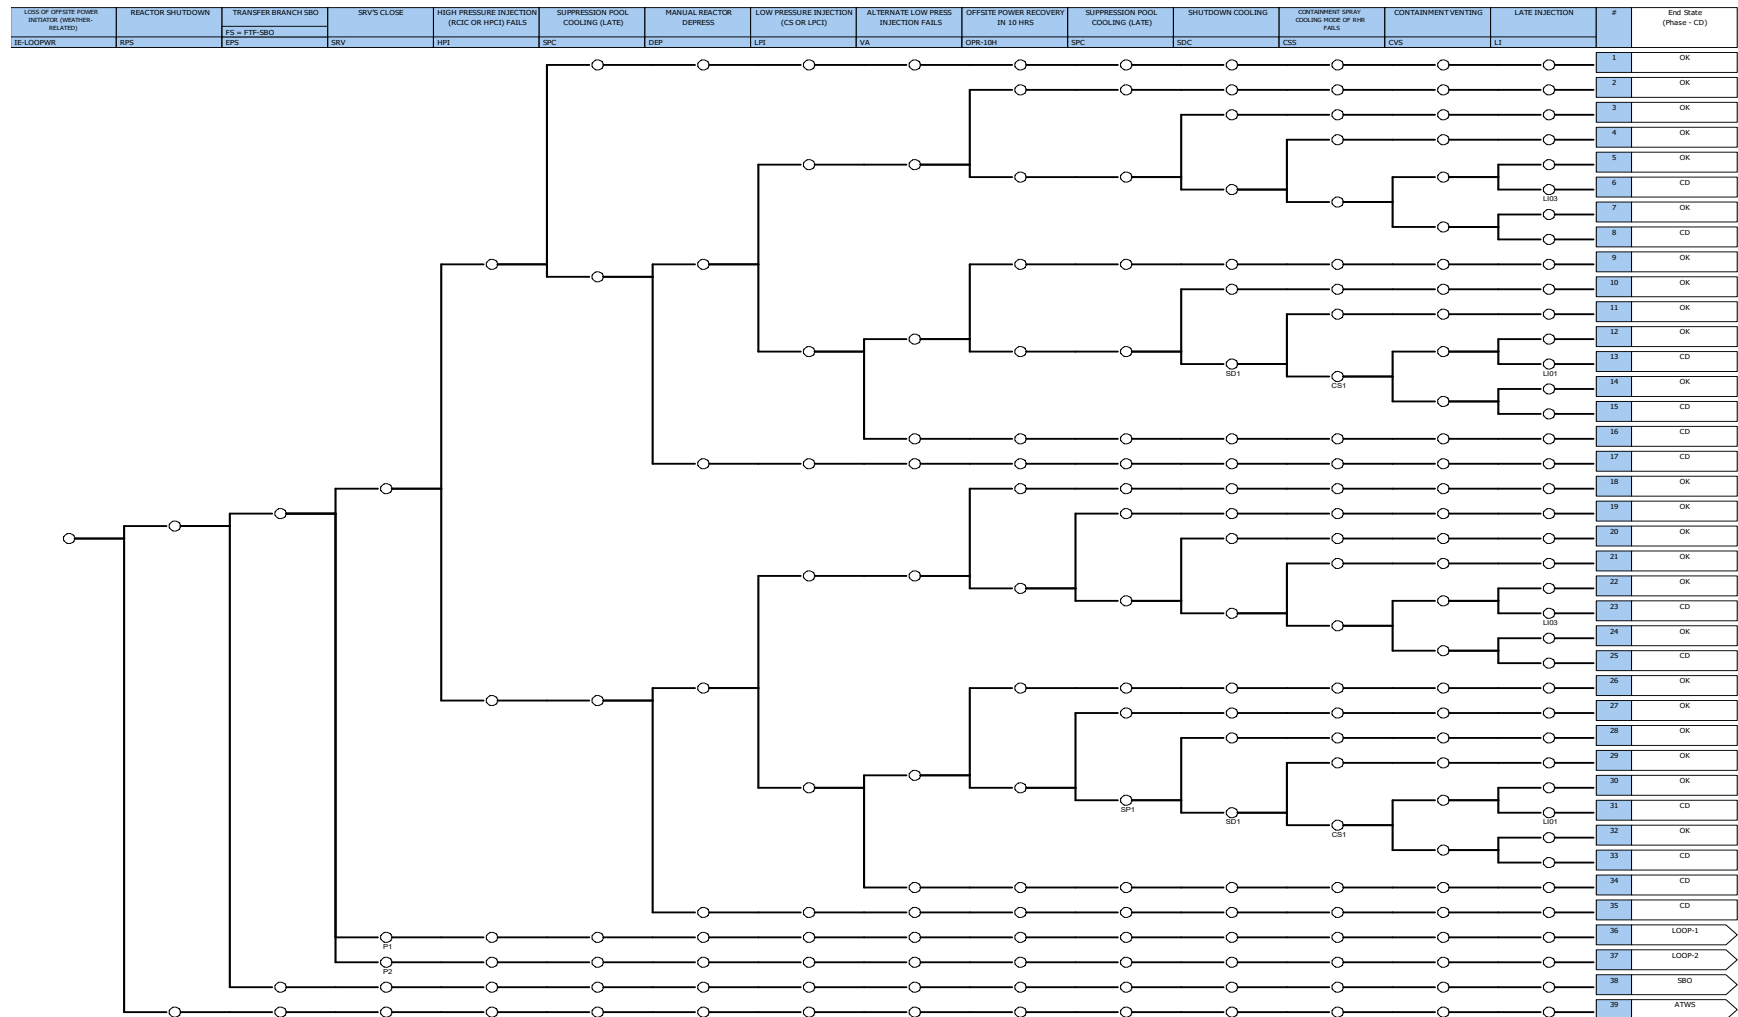 LOSS OF OFFSITE POWER
INITIATOR (WEATHER-
RELATED)
IE-LOOPWR
REACTOR SHUTDOWN
RPS
TRANSFER BRANCH SBO
FS = FTF-SBO
EPS
SRV'S CLOSE
SRV
HIGH PRESSURE INJECTION
(RCIC OR HPCI) FAILS
HPI
SUPPRESSION POOL
COOLING (LATE)
SPC
MANUAL REACTOR
DEPRESS
DEP
LOW PRESSURE INJECTION
(CS OR LPCI)
LPI
ALTERNATE LOW PRESS
INJECTION FAILS
VA
OFFSITE POWER RECOVERY
IN 10 HRS
OPR-10H
SUPPRESSION POOL
COOLING (LATE)
SPC
SHUTDOWN COOLING
SDC
CONTAINMENT SPRAY
COOLING MODE OF RHR
FAILS
CSS
CONTAINMENT VENTING
CVS
LATE INJECTION
LI
#
End State
(Phase - CD)
1 OK
2 OK
3 OK
4 OK
5 OK
6 CD
LI03
7 OK
8 CD
9 OK
10 OK
11 OK
12 OK
13 CD
SD1
CS1
LI01
14 OK
15 CD
16 CD
17 CD
18 OK
19 OK
20 OK
21 OK
22 OK
23 CD
LI03
24 OK
25 CD
26 OK
27 OK
28 OK
29 OK
30 OK
SP1
31 CD
SD1
CS1
LI01
32 OK
33 CD
34 CD
35 CD
36 LOOP-1
P1
37 LOOP-2
P2
38 SBO
39 ATWS